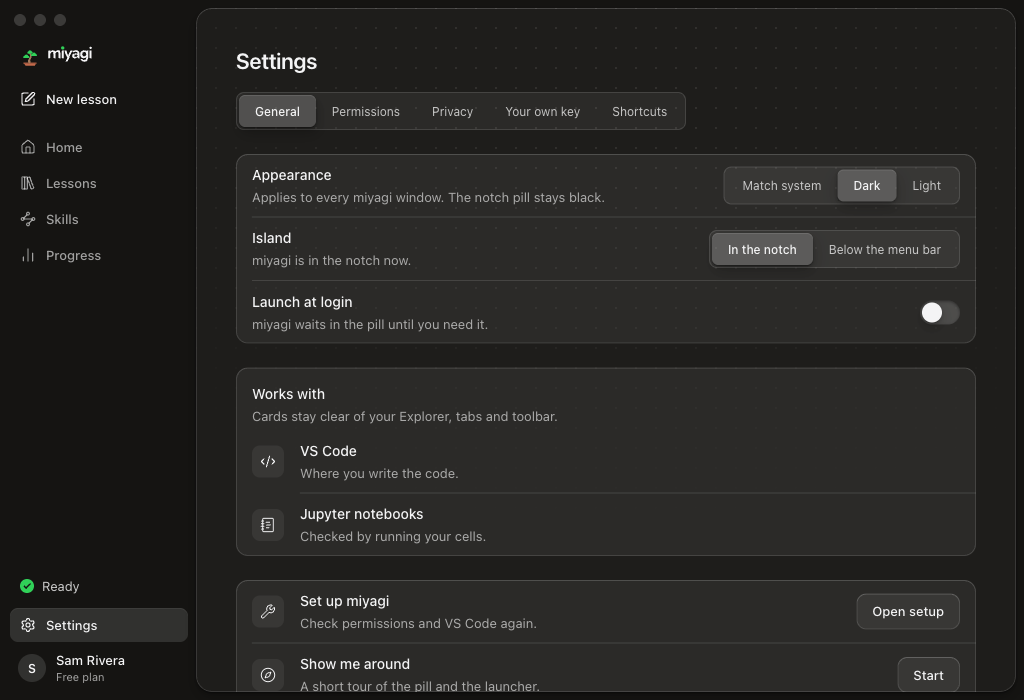 miyagi
New lesson
Home
Lessons
Skills
Progress
Ready
Settings
S
Sam Rivera
Free plan
Settings
General
Permissions
Privacy
Your own key
Shortcuts
Appearance
Applies to every miyagi window. The notch pill stays black.
Match system
Dark
Light
Island
miyagi is in the notch now.
In the notch
Below the menu bar
Launch at login
miyagi waits in the pill until you need it.
Works with
Cards stay clear of your Explorer, tabs and toolbar.
VS Code
Where you write the code.
Jupyter notebooks
Checked by running your cells.
Set up miyagi
Check permissions and VS Code again.
Open setup
Show me around
A short tour of the pill and the launcher.
Start